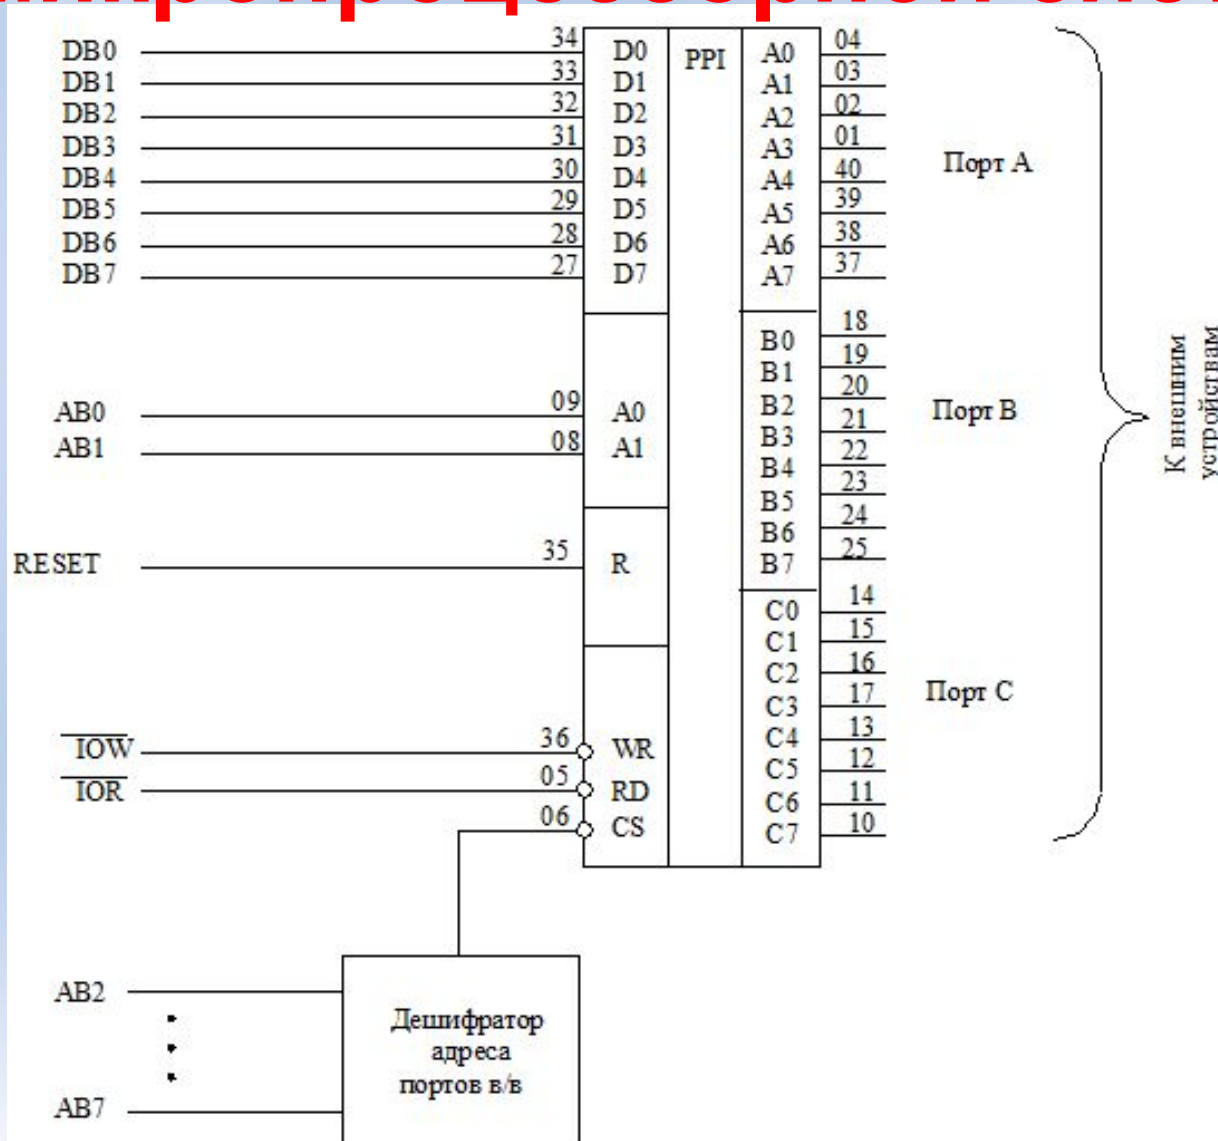 DB0 34 D0 PPI A0 04
DB1 33 D1 A1 03
DB2 32 D2 A2 02
DB3 31 D3 A3 01
DB4 30 D4 A4 40
DB5 29 D5 A5 39
DB6 28 D6 A6 38
DB7 27 D7 A7 37
Порт A
B0 18
B1 19
B2 20
B3 21
B4 22
B5 23
B6 24
B7 25
Порт B
AB0 09 A0
AB1 08 A1
RESET 35 R
C0 14
C1 15
C2 16
C3 17
C4 13
C5 12
C6 11
C7 10
Порт C
IOW 36 WR
IOR 05 RD
06 CS
К внешним
устройствам
AB2
AB7
Дешифратор
адреса
портов в/в